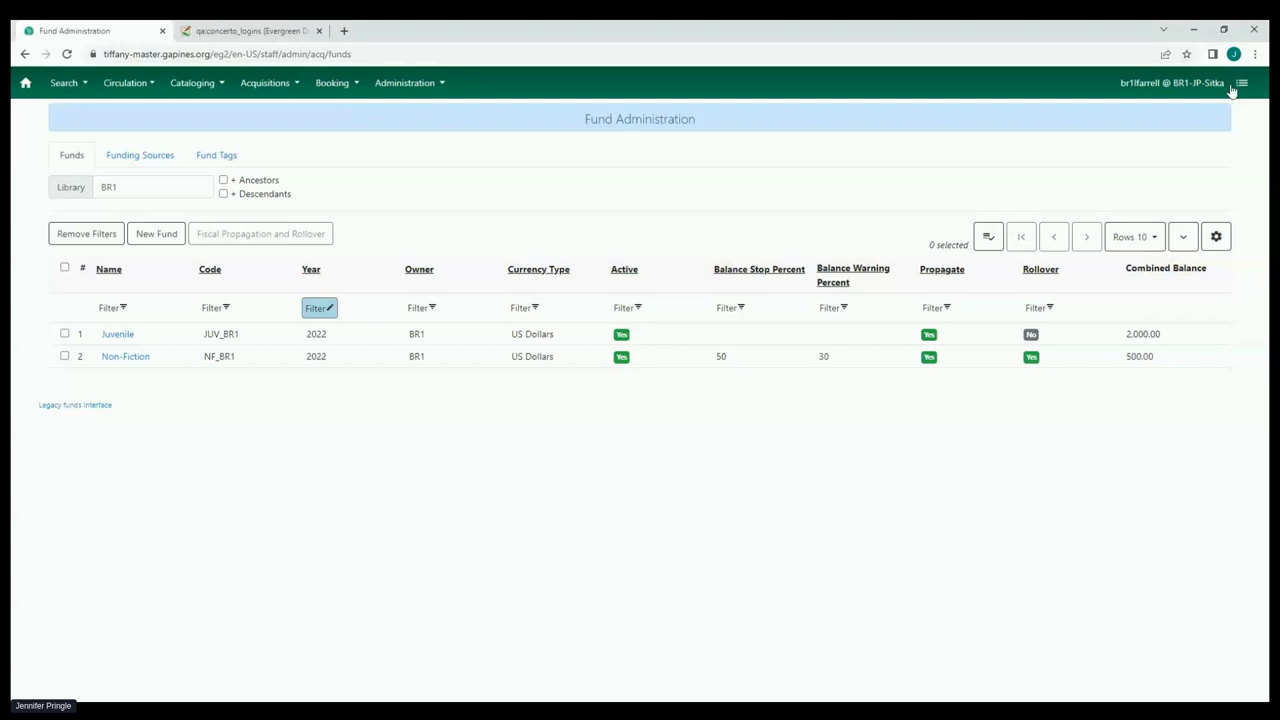 Fund Administration
qa:concerto_logins [Evergreen D
tiffany-master.gapines.org/eg2/en-US/staff/admin/acq/funds
J
Search Circulation Cataloging Acquisitions Booking Administration br1lfarrell @ BR1-JP-Sitka
Fund Administration
Funds Funding Sources Fund Tags
Library BR1 + Ancestors
+ Descendants
Remove Filters New Fund Fiscal Propagation and Rollover 0 selected Rows 10
# Name Code Year Owner Currency Type Active Balance Stop Percent Balance Warning Percent Propagate Rollover Combined Balance
Filter Filter Filter Filter Filter Filter Filter Filter Filter Filter
1 Juvenile JUV_BR1 2022 BR1 US Dollars Yes Yes No 2,000.00
2 Non-Fiction NF_BR1 2022 BR1 US Dollars Yes 50 30 Yes Yes 500.00
Legacy funds interface
Jennifer Pringle